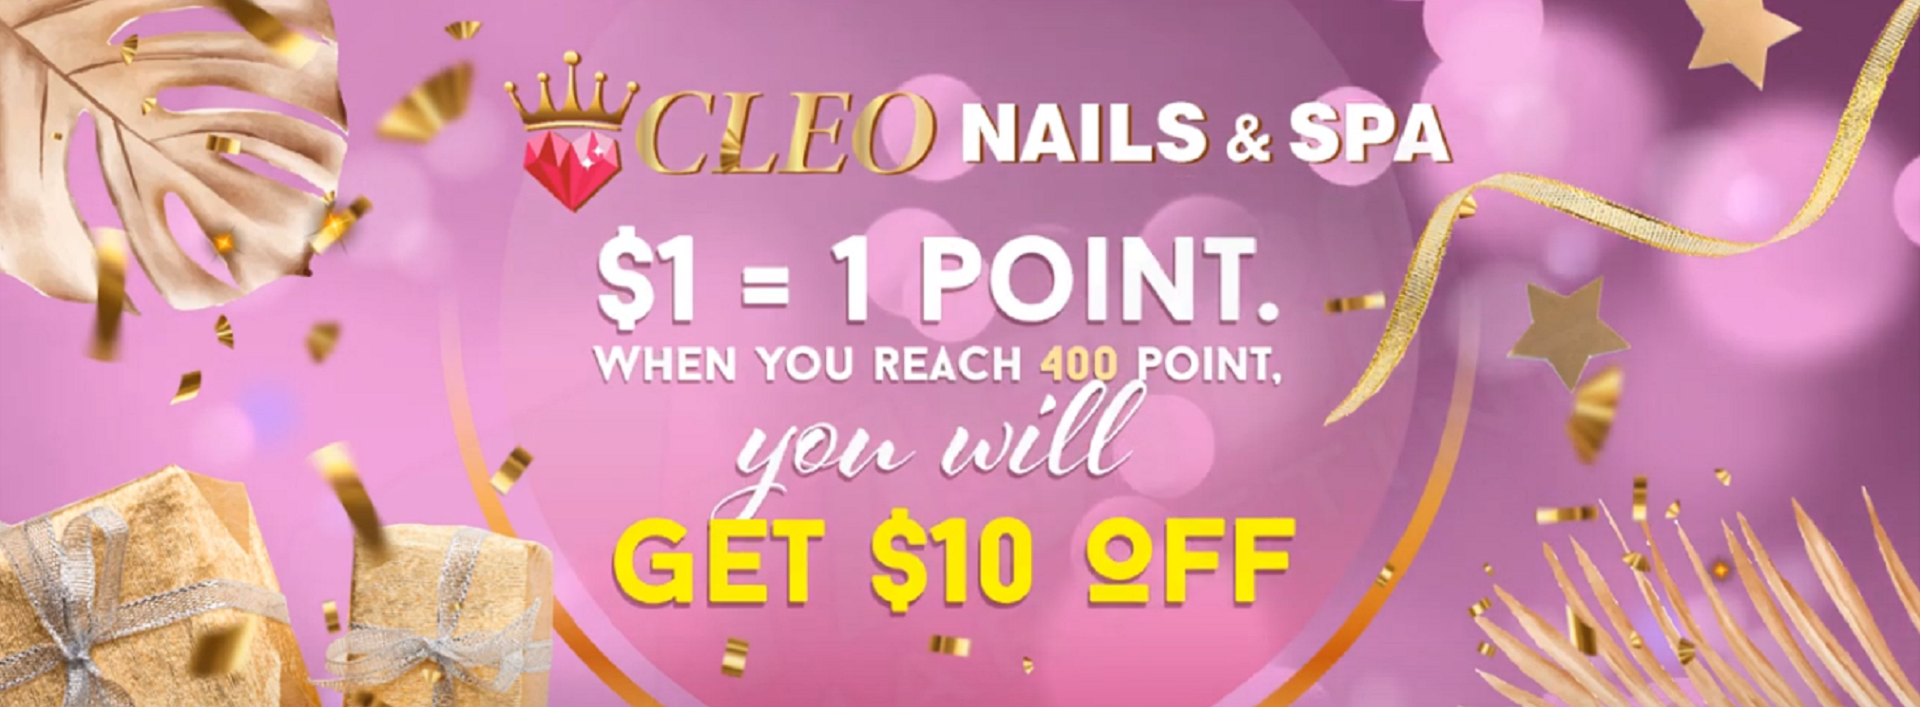 CLEO NAILS & SPA
$1 = 1 POINT.
WHEN YOU REACH 400 POINT,
you will
GET $10 OFF